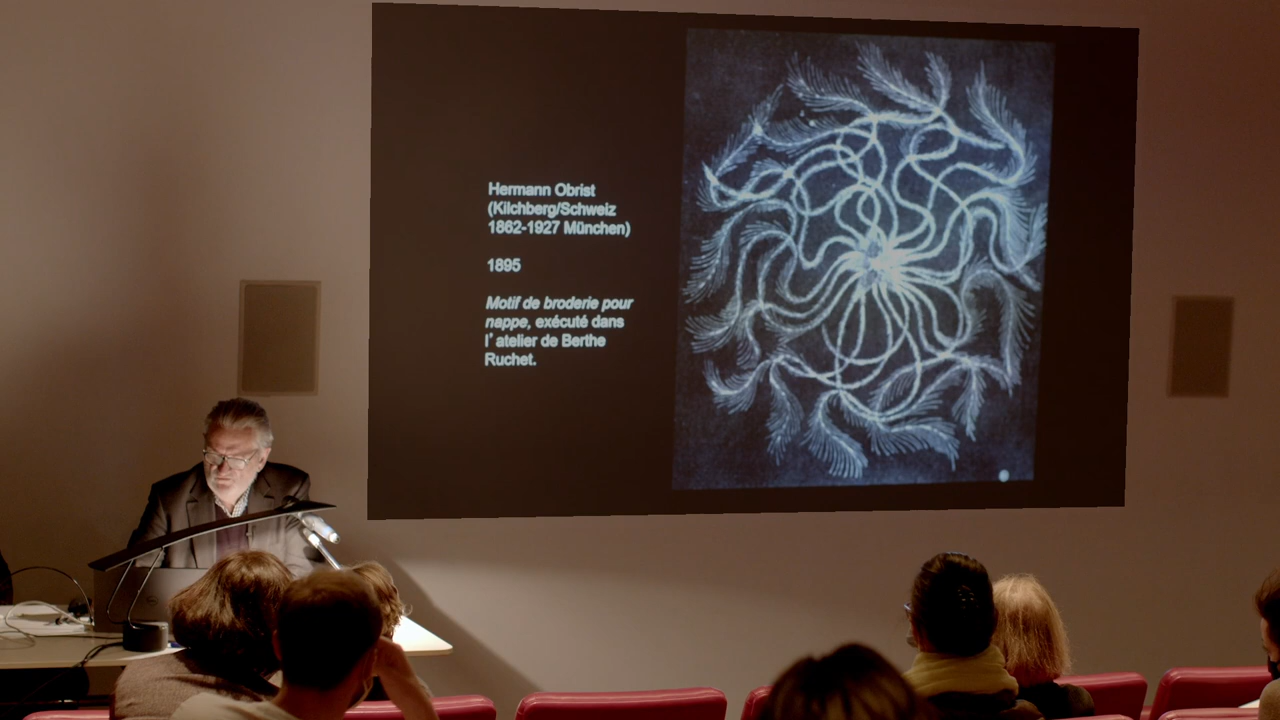 Hermann Obrist
(Kilchberg/Schweiz
1862-1927 München)
1895
Motif de broderie pour
nappe, exécuté dans
l' atelier de Berthe
Ruchet.